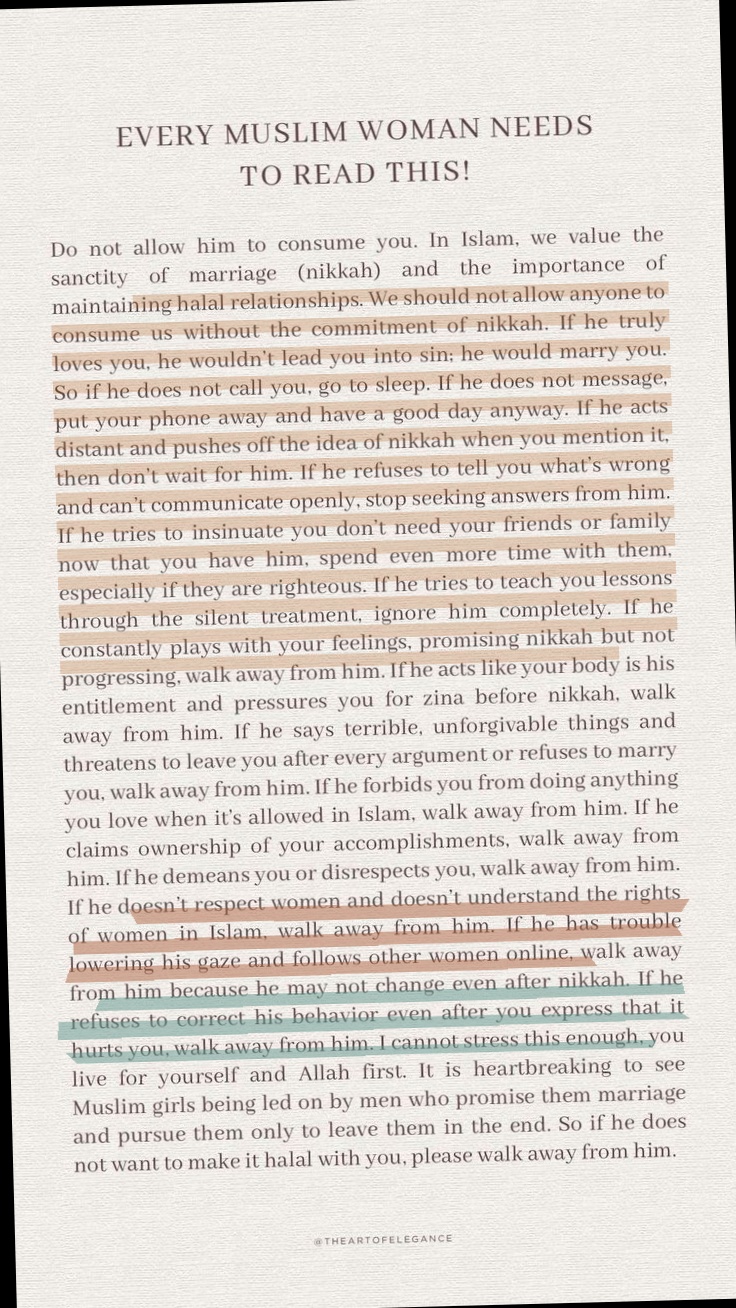 EVERY MUSLIM WOMAN NEEDS
TO READ THIS!
Do not allow him to consume you. In Islam, we value the
sanctity of marriage (nikkah) and the importance of
maintaining halal relationships. We should not allow anyone to
consume us without the commitment of nikkah. If he truly
loves you, he wouldn't lead you into sin; he would marry you.
So if he does not call you, go to sleep. If he does not message,
put your phone away and have a good day anyway. If he acts
distant and pushes off the idea of nikkah when you mention it,
then don't wait for him. If he refuses to tell you what's wrong
and can't communicate openly, stop seeking answers from him.
If he tries to insinuate you don't need your friends or family
now that you have him, spend even more time with them,
especially if they are righteous. If he tries to teach you lessons
through the silent treatment, ignore him completely. If he
constantly plays with your feelings, promising nikkah but not
progressing, walk away from him. If he acts like your body is his
entitlement and pressures you for zina before nikkah, walk
away from him. If he says terrible, unforgivable things and
threatens to leave you after every argument or refuses to marry
you, walk away from him. If he forbids you from doing anything
you love when it's allowed in Islam, walk away from him. If he
claims ownership of your accomplishments, walk away from
him. If he demeans you or disrespects you, walk away from him.
If he doesn't respect women and doesn't understand the rights
of women in Islam, walk away from him. If he has trouble
lowering his gaze and follows other women online, walk away
from him because he may not change even after nikkah. If he
refuses to correct his behavior even after you express that it
hurts you, walk away from him. I cannot stress this enough, you
live for yourself and Allah first. It is heartbreaking to see
Muslim girls being led on by men who promise them marriage
and pursue them only to leave them in the end. So if he does
not want to make it halal with you, please walk away from him.
@THEARTOFELEGANCE